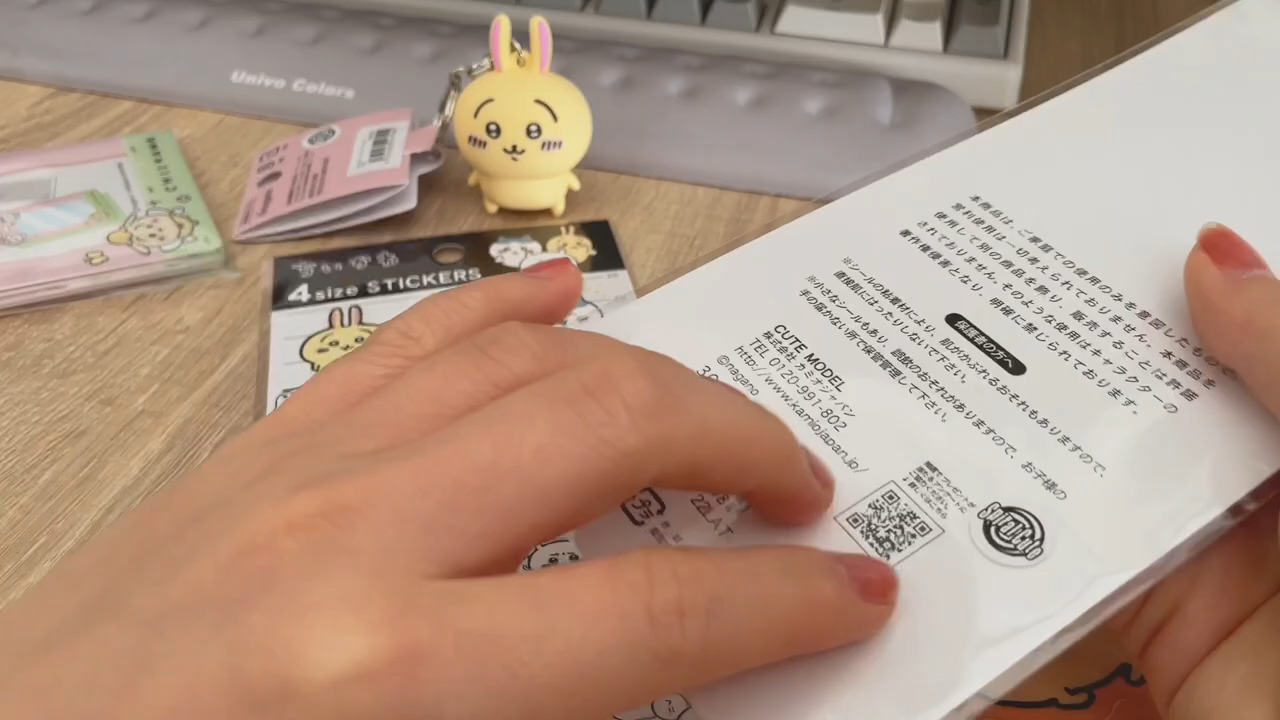 Univo Colors
ちいかわ
4 size STICKERS
本商品は、ご家庭での使用のみを意図したもので
営利使用は一切考えられておりません。本商品を
使用して別の商品を飾り、販売することは許諾
されておりません。そのような使用はキャラクターの
著作権侵害となり、明確に禁じられております。
保護者の方へ
※シールの粘着材により、肌がかぶれるおそれもありますので、
直接肌にはったりしないで下さい。
※小さなシールもあり、誤飲のおそれがありますので、お子様の
手の届かない所で保管管理して下さい。
CUTE MODEL
株式会社 カミオジャパン
TEL 0120-991-802
http://www.kamiojapan.jp/
©nagano
22LAT